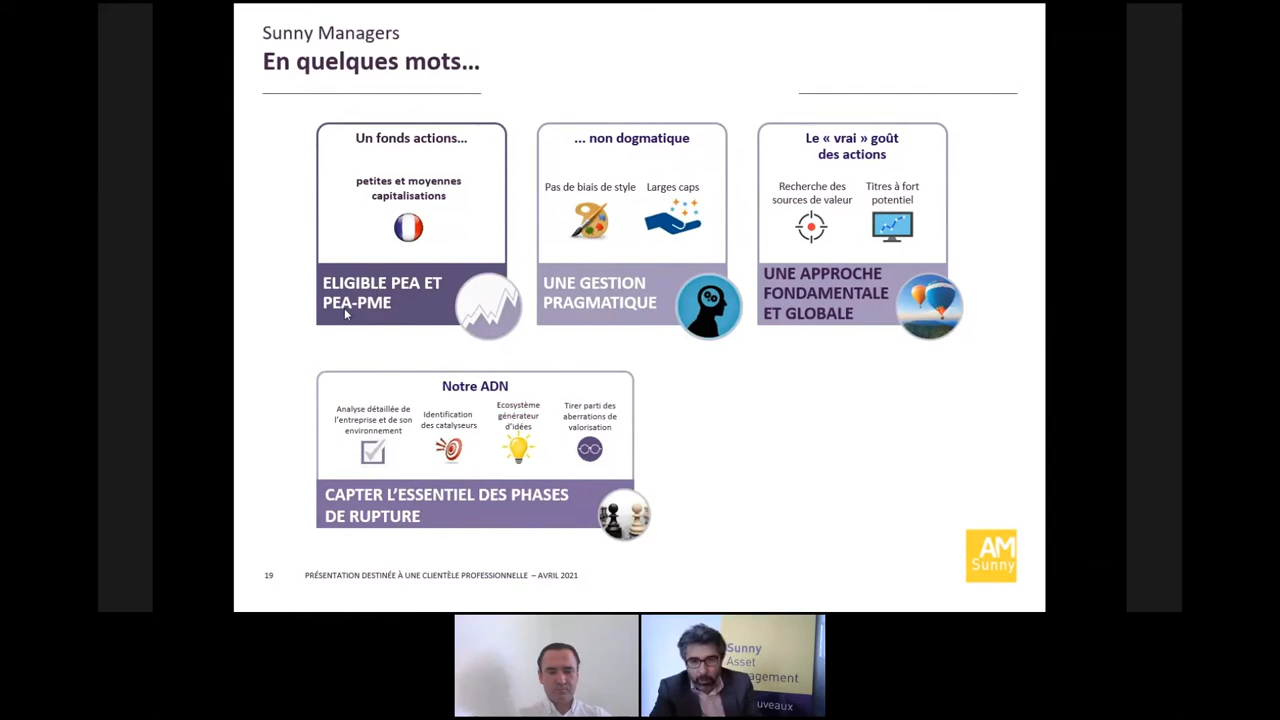 Sunny Managers
En quelques mots...
Un fonds actions...
petites et moyennes
capitalisations
ELIGIBLE PEA ET
PEA-PME
... non dogmatique
Pas de biais de style
Larges caps
UNE GESTION
PRAGMATIQUE
Le « vrai » goût
des actions
Recherche des
sources de valeur
Titres à fort
potentiel
UNE APPROCHE
FONDAMENTALE
ET GLOBALE
Notre ADN
Analyse détaillée de
l'entreprise et de son
environnement
Identification
des catalyseurs
Ecosystème
générateur
d'idées
Tirer parti des
aberrations de
valorisation
CAPTER L'ESSENTIEL DES PHASES
DE RUPTURE
AM
Sunny
19 PRÉSENTATION DESTINÉE À UNE CLIENTÈLE PROFESSIONNELLE – AVRIL 2021
Sunny
Asset
agement
uveaux